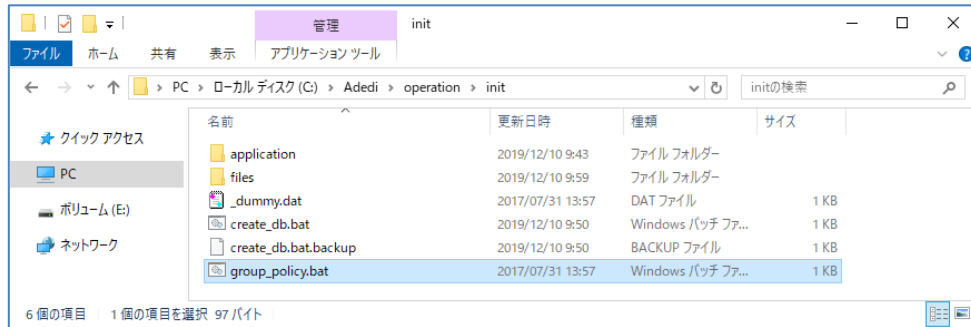 管理 init
ファイル ホーム 共有 表示 アプリケーション ツール
PC > ローカル ディスク (C:) > Adedi > operation > init initの検索
名前 更新日時 種類 サイズ
クイック アクセス
PC
ボリューム (E:)
ネットワーク
application 2019/12/10 9:43 ファイル フォルダー
files 2019/12/10 9:59 ファイル フォルダー
_dummy.dat 2017/07/31 13:57 DAT ファイル 1 KB
create_db.bat 2019/12/10 9:50 Windows バッチ ファ... 1 KB
create_db.bat.backup 2019/12/10 9:50 BACKUP ファイル 1 KB
group_policy.bat 2017/07/31 13:57 Windows バッチ ファ... 1 KB
6 個の項目 1 個の項目を選択 97 バイト